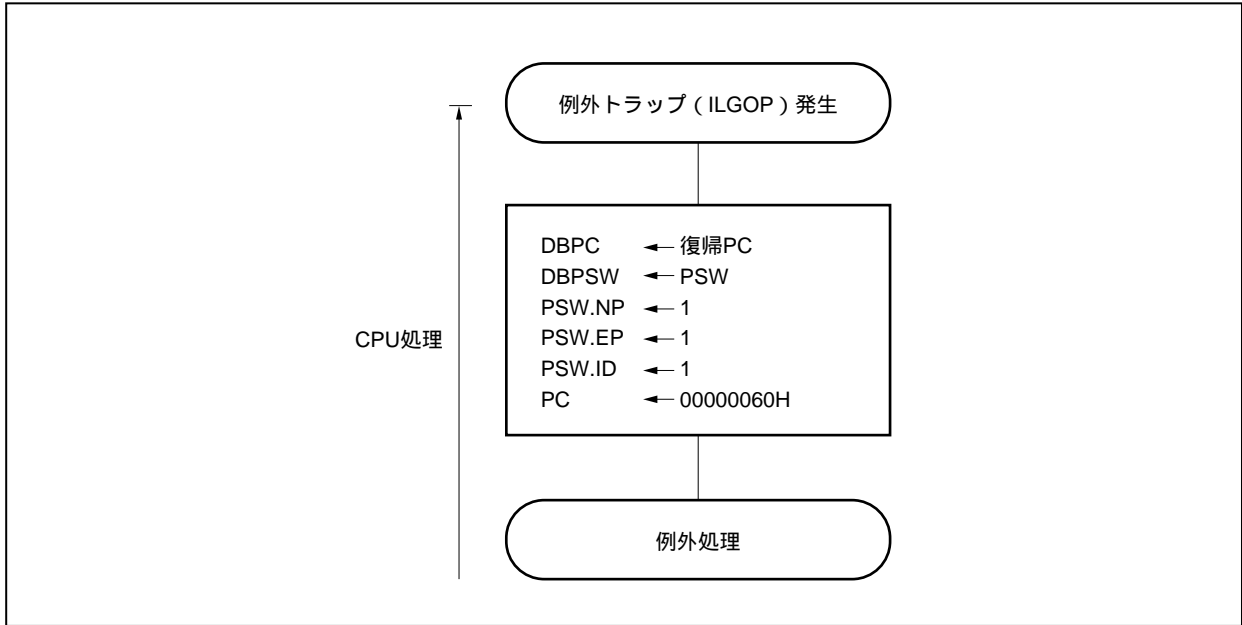 例外トラップ（ILGOP）発生
DBPC ← 復帰PC
DBPSW ← PSW
PSW.NP ← 1
PSW.EP ← 1
PSW.ID ← 1
PC ← 00000060H
CPU処理
例外処理